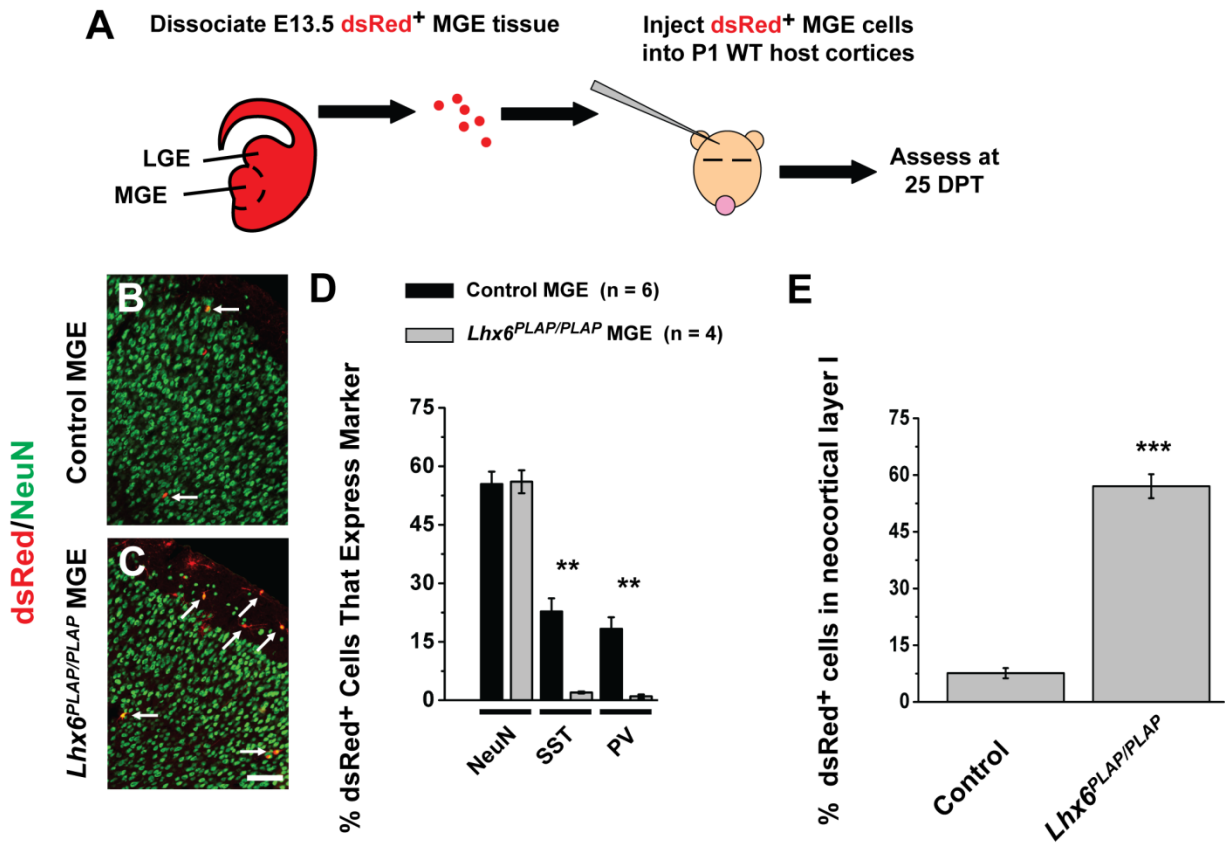 A
Dissociate E13.5 dsRed+ MGE tissue
Inject dsRed+ MGE cells
into P1 WT host cortices
LGE
MGE
Assess at
25 DPT
dsRed/NeuN
Control MGE
B
Lhx6PLAP/PLAP MGE
C
D
Control MGE (n = 6)
Lhx6PLAP/PLAP MGE (n = 4)
% dsRed+ Cells That Express Marker
75
60
45
30
15
0
**
**
NeuN
SST
PV
E
% dsRed+ cells in neocortical layer I
75
60
45
30
15
0
***
Control
Lhx6PLAP/PLAP